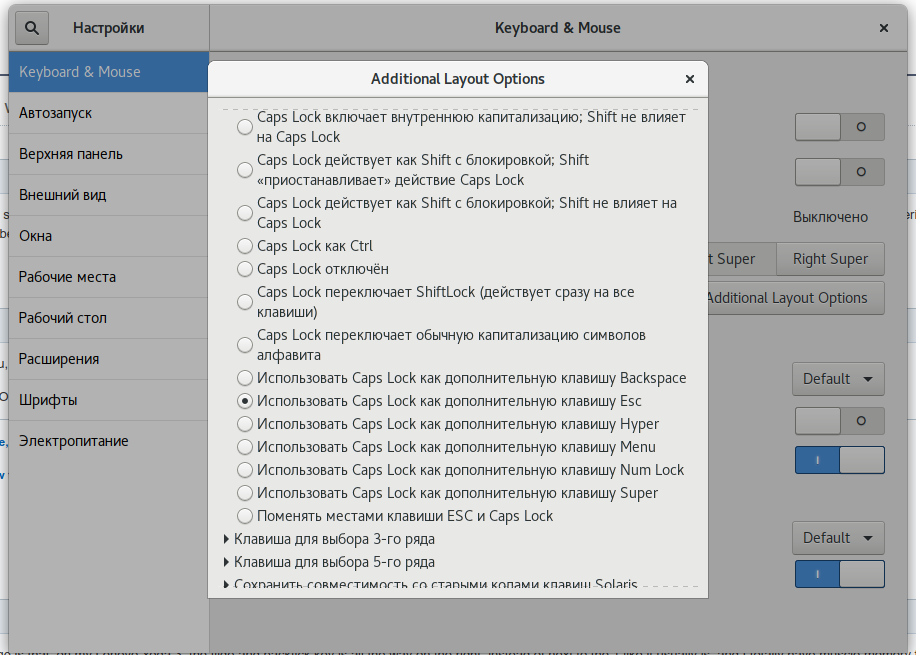 Настройки
Keyboard & Mouse
Keyboard & Mouse
Автозапуск
Верхняя панель
Внешний вид
Окна
Рабочие места
Рабочий стол
Расширения
Шрифты
Электропитание
Additional Layout Options
Caps Lock включает внутреннюю капитализацию; Shift не влияет
на Caps Lock
Caps Lock действует как Shift с блокировкой; Shift
«приостанавливает» действие Caps Lock
Caps Lock действует как Shift с блокировкой; Shift не влияет на
Caps Lock
Caps Lock как Ctrl
Caps Lock отключён
Caps Lock переключает ShiftLock (действует сразу на все
клавиши)
Caps Lock переключает обычную капитализацию символов
алфавита
Использовать Caps Lock как дополнительную клавишу Backspace
Использовать Caps Lock как дополнительную клавишу Esc
Использовать Caps Lock как дополнительную клавишу Hyper
Использовать Caps Lock как дополнительную клавишу Menu
Использовать Caps Lock как дополнительную клавишу Num Lock
Использовать Caps Lock как дополнительную клавишу Super
Поменять местами клавиши ESC и Caps Lock
Клавиша для выбора 3-го ряда
Клавиша для выбора 5-го ряда
Сохранить совместимость со старыми кодами клавиш Solaris
Выключено
Super
Right Super
Additional Layout Options
Default
Default